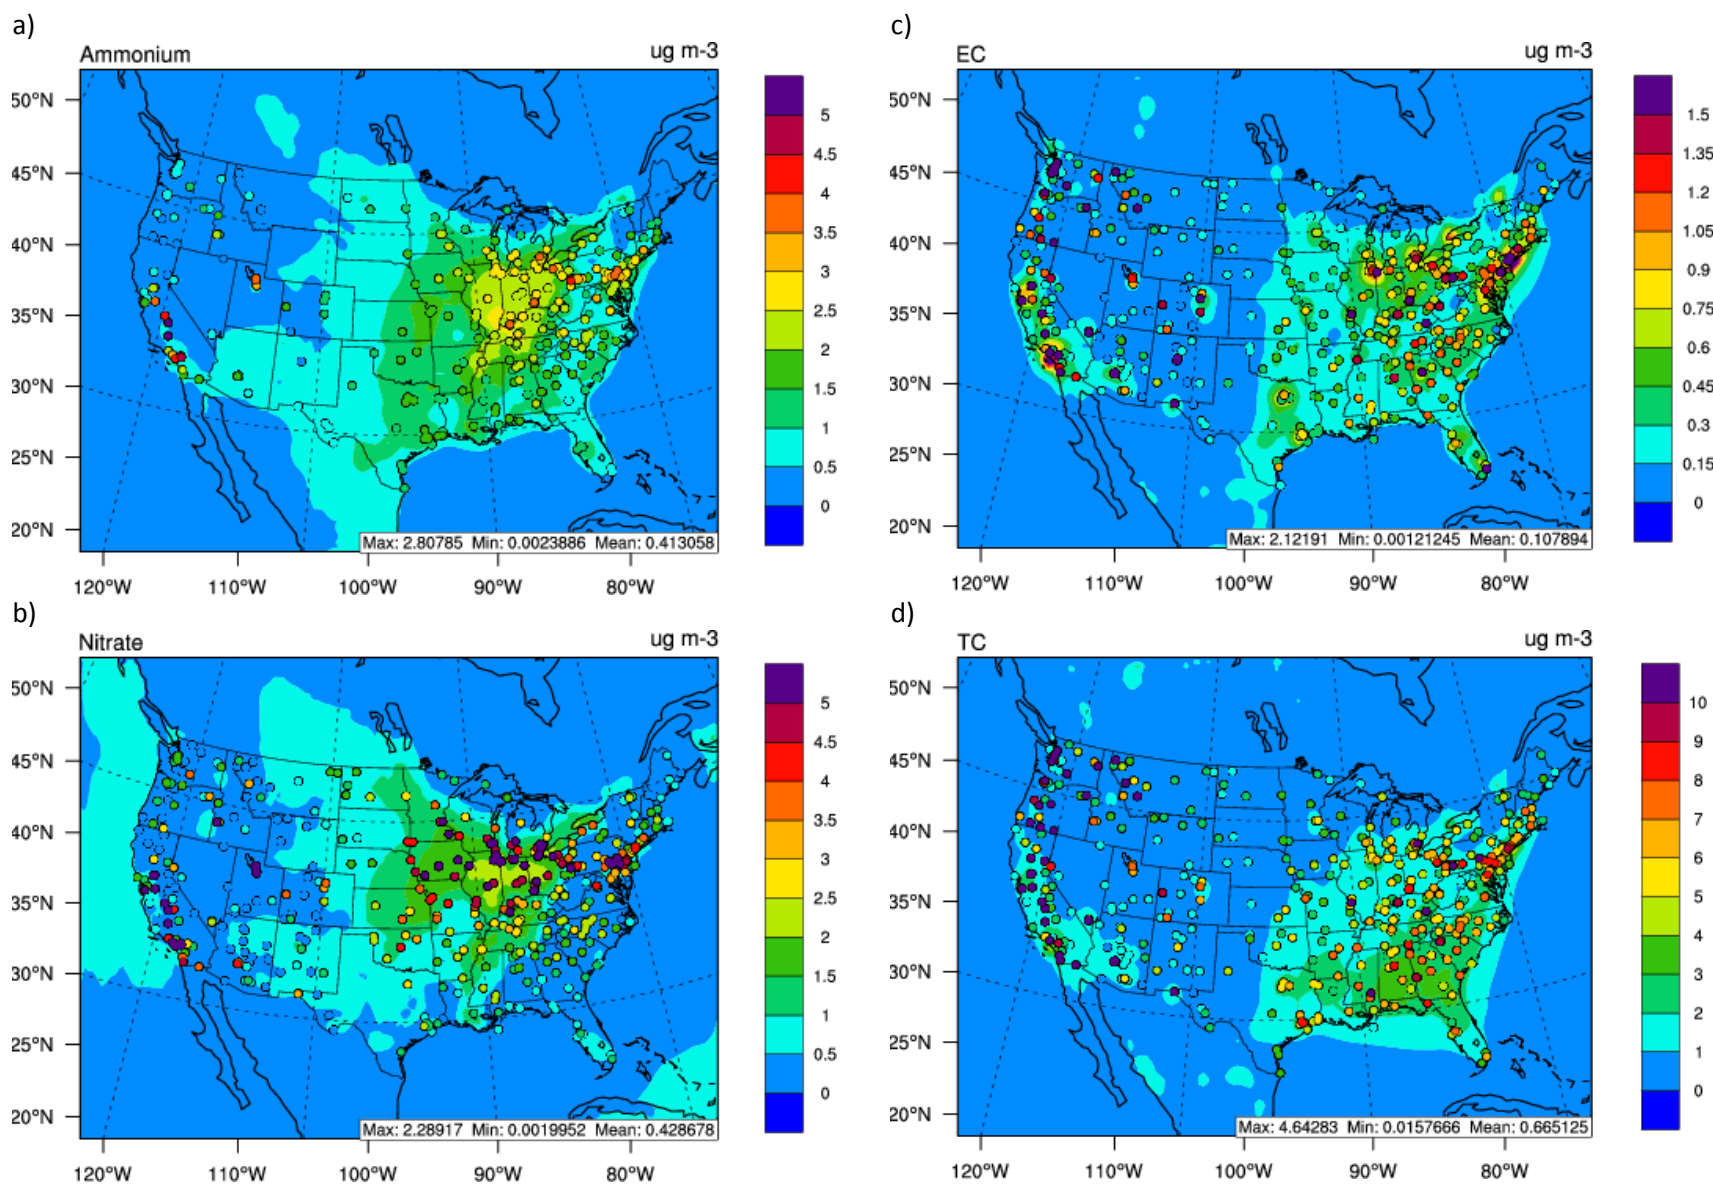 a)
Ammonium ug m-3
50°N
45°N
40°N
35°N
30°N
25°N
20°N
120°W 110°W 100°W 90°W 80°W
5
4.5
4
3.5
3
2.5
2
1.5
1
0.5
0
Max: 2.80785 Min: 0.0023886 Mean: 0.413058
c)
EC ug m-3
50°N
45°N
40°N
35°N
30°N
25°N
20°N
120°W 110°W 100°W 90°W 80°W
1.5
1.35
1.2
1.05
0.9
0.75
0.6
0.45
0.3
0.15
0
Max: 2.12191 Min: 0.00121245 Mean: 0.107894
b)
Nitrate ug m-3
50°N
45°N
40°N
35°N
30°N
25°N
20°N
120°W 110°W 100°W 90°W 80°W
5
4.5
4
3.5
3
2.5
2
1.5
1
0.5
0
Max: 2.28917 Min: 0.0019952 Mean: 0.428678
d)
TC ug m-3
50°N
45°N
40°N
35°N
30°N
25°N
20°N
120°W 110°W 100°W 90°W 80°W
10
9
8
7
6
5
4
3
2
1
0
Max: 4.64283 Min: 0.0157666 Mean: 0.665125